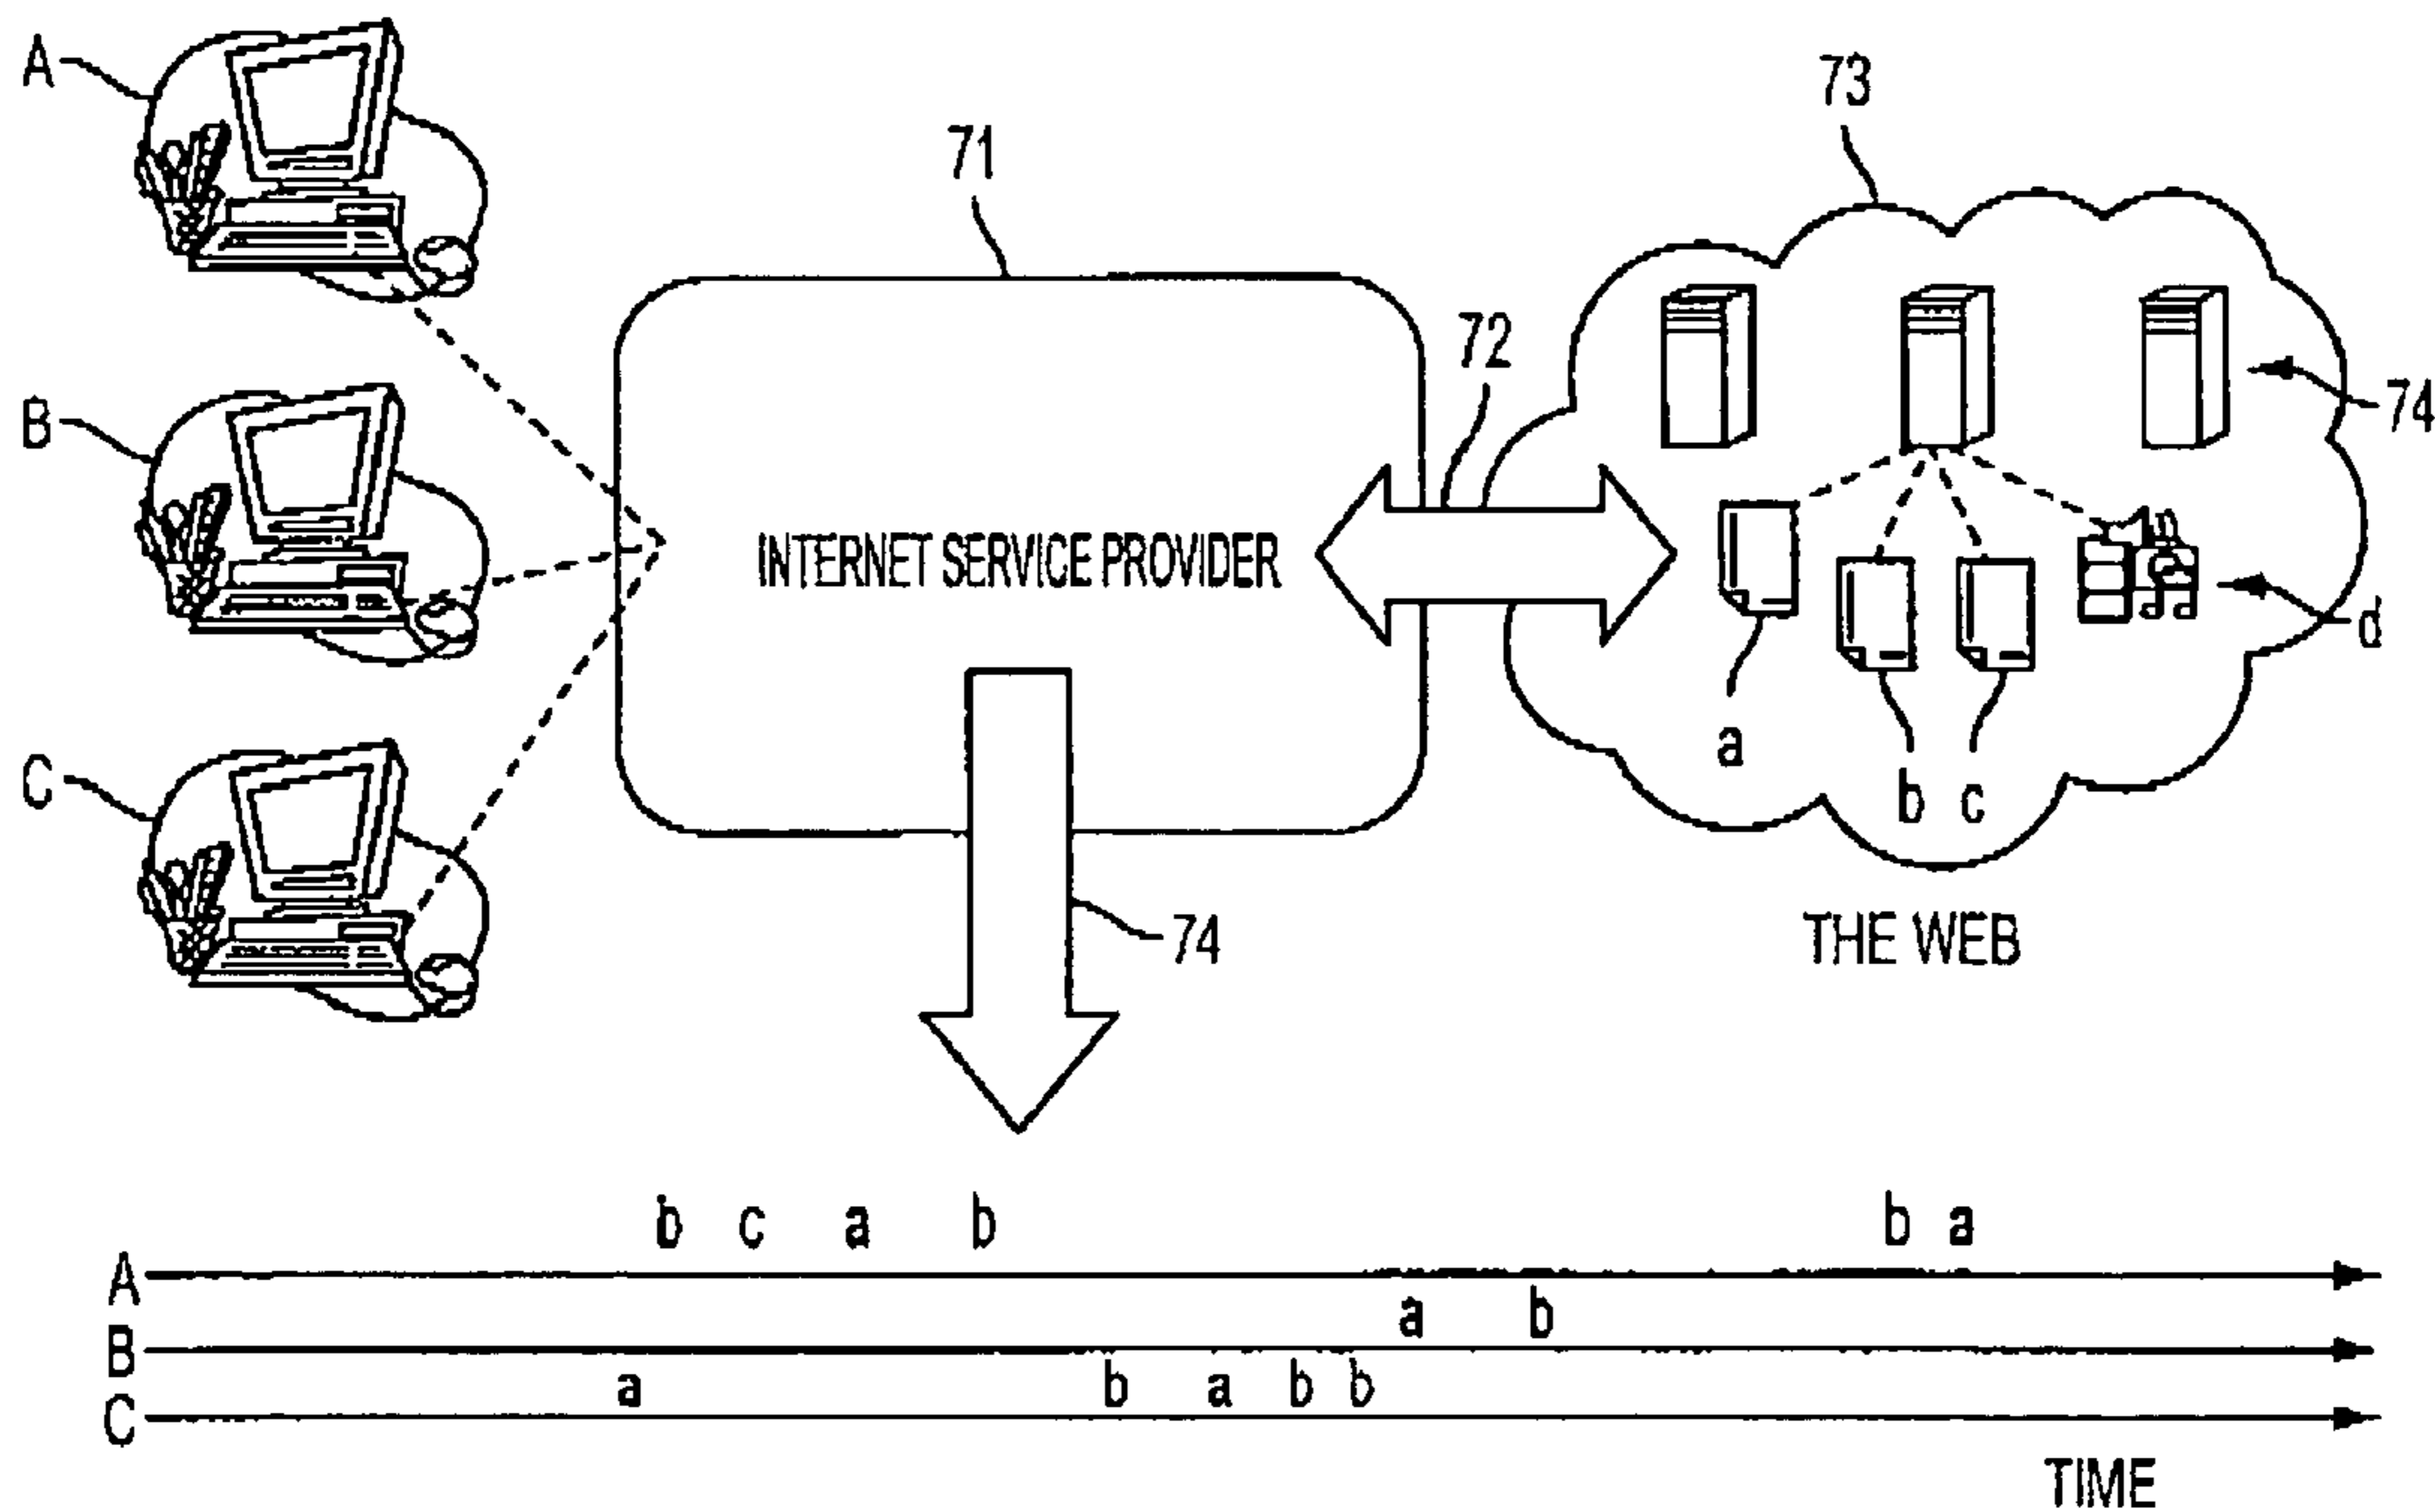 A
73
71
72
B
74
INTERNET SERVICE PROVIDER
d
a
C
b c
74
THE WEB
b c a b b a
A
a b
B
a b a b b
C
TIME